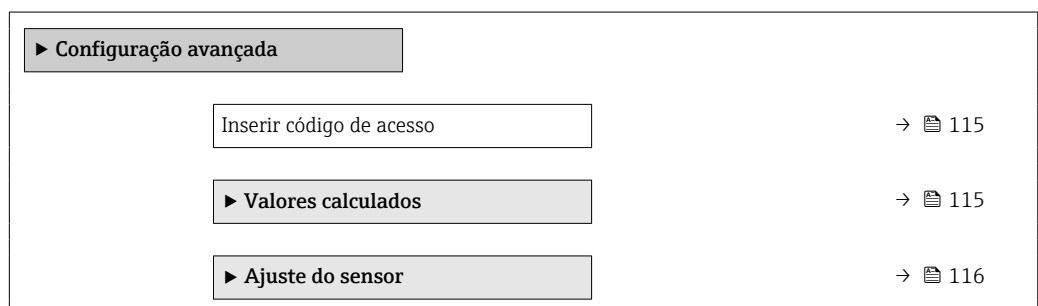 ▶ Configuração avançada
Inserir código de acesso → 115
▶ Valores calculados → 115
▶ Ajuste do sensor → 116